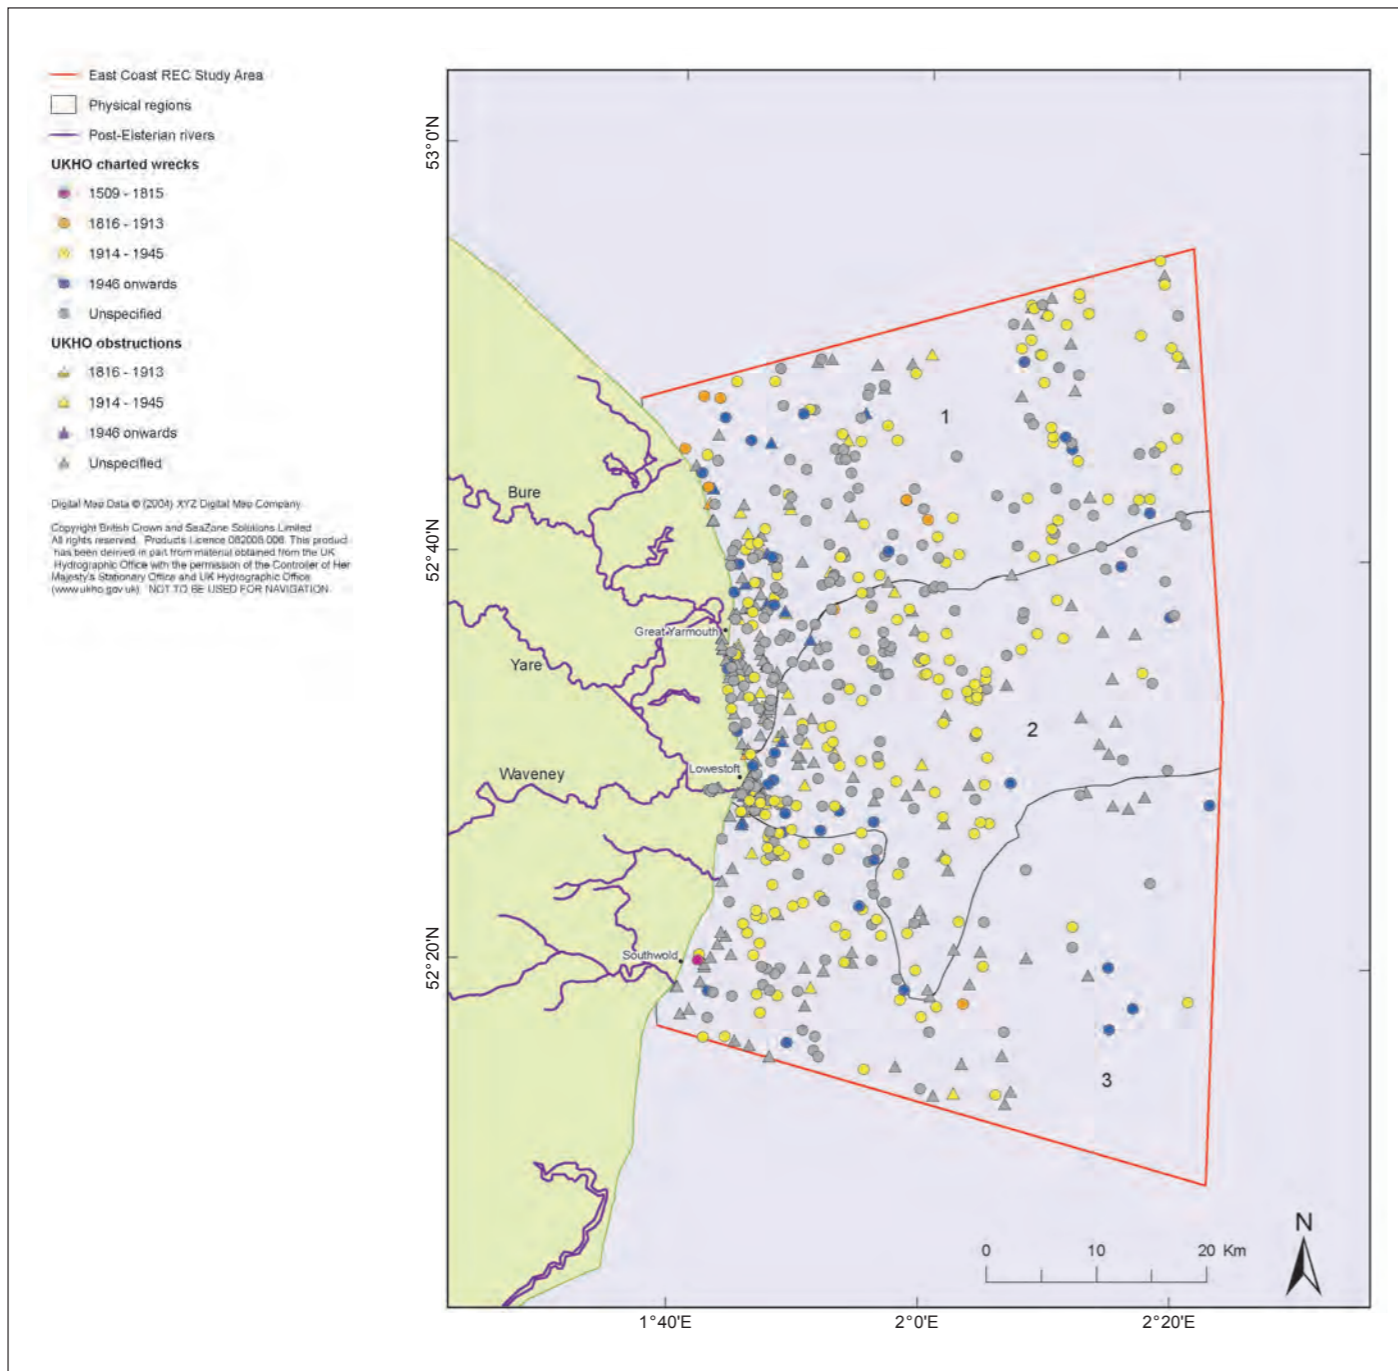 East Coast REC Study Area
Physical regions
Post-Elsterian rivers
UKHO charted wrecks
1509 - 1815
1816 - 1913
1914 - 1945
1946 onwards
Unspecified
UKHO obstructions
1816 - 1913
1914 - 1945
1946 onwards
Unspecified
Digital Map Data © (2004) XYZ Digital Map Company
Copyright British Crown and SeaZone Solutions Limited
All rights reserved. Products Licence 082008.006. This product
has been derived in part from material obtained from the UK
Hydrographic Office with the permission of the Controller of Her
Majesty's Stationary Office and UK Hydrographic Office
(www.ukho.gov.uk). NOT TO BE USED FOR NAVIGATION
53°0'N
52°40'N
52°20'N
Bure
Great Yarmouth
Yare
Waveney
Lowestoft
Southwold
1
2
3
0 10 20 Km
N
1°40'E 2°0'E 2°20'E